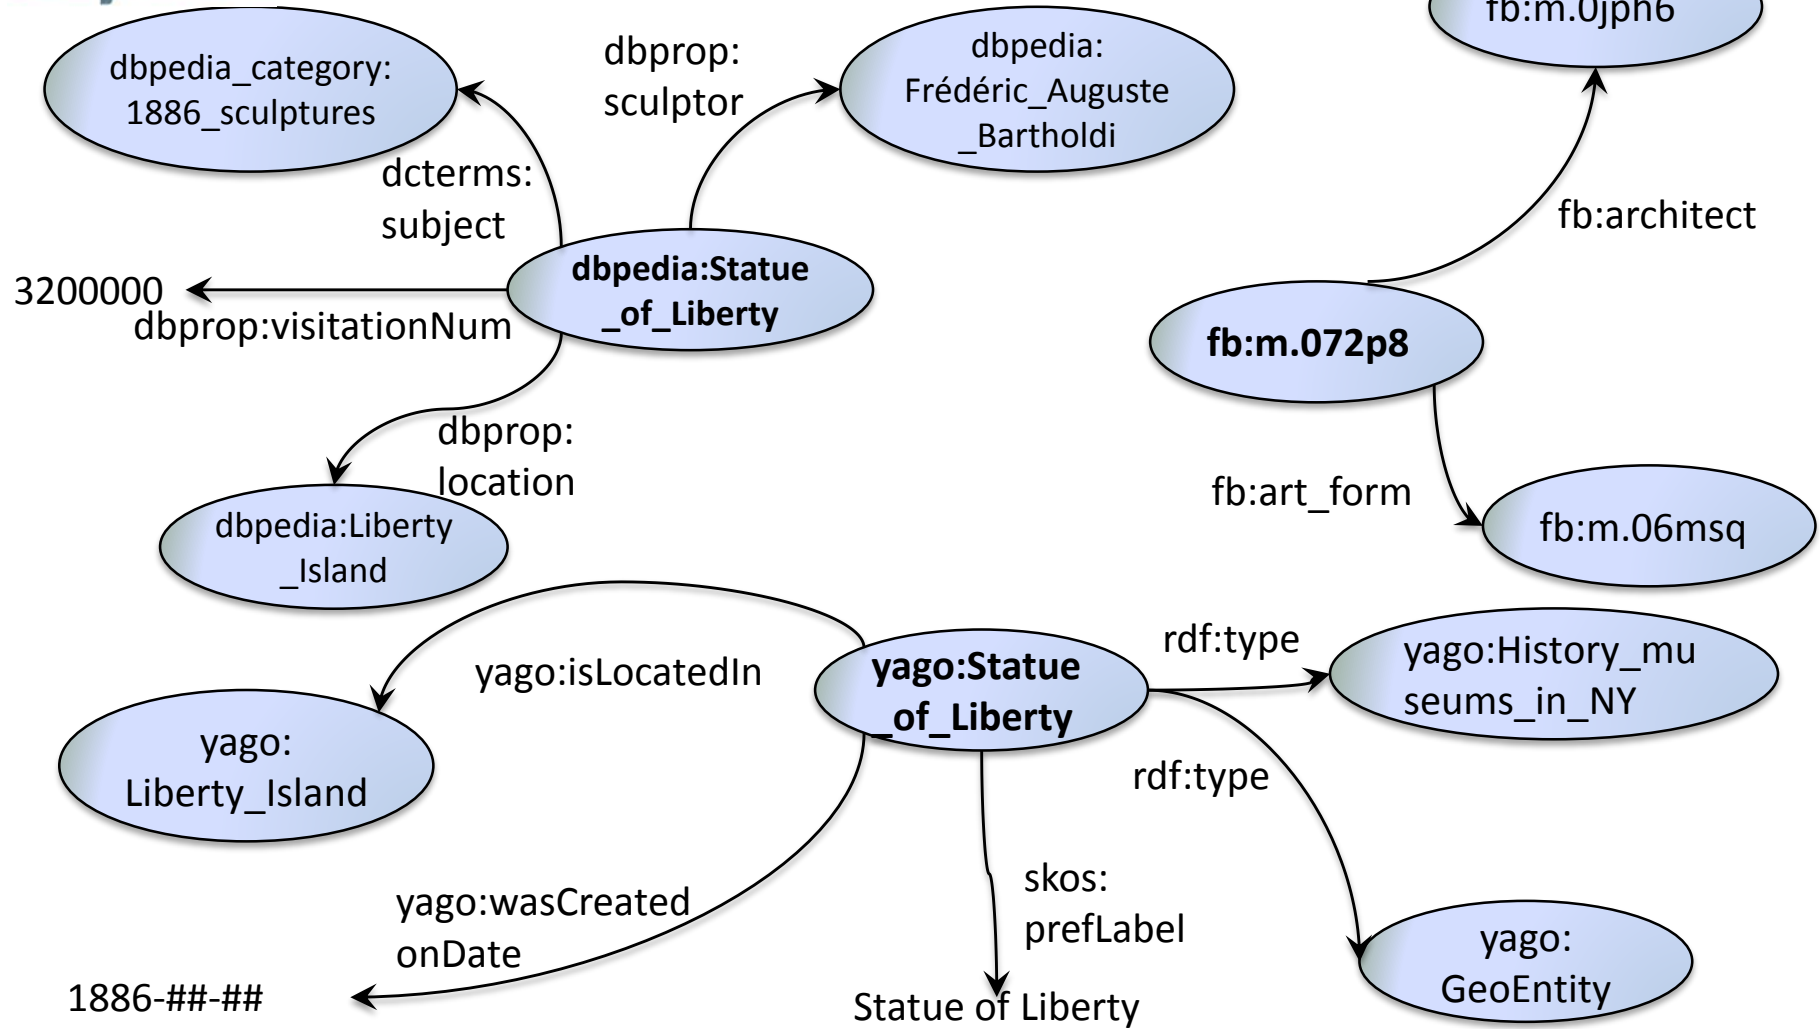 fb:m.0jph6
dbpedia_category:
1886_sculptures
dbprop:
sculptor
dbpedia:
Frédéric_Auguste
_Bartholdi
dcterms:
subject
fb:architect
3200000
dbprop:visitationNum
dbpedia:Statue
_of_Liberty
fb:m.072p8
dbprop:
location
fb:art_form
fb:m.06msq
dbpedia:Liberty
_Island
yago:isLocatedIn
yago:Statue
_of_Liberty
rdf:type
yago:History_mu
seums_in_NY
yago:
Liberty_Island
rdf:type
yago:wasCreated
onDate
skos:
prefLabel
yago:
GeoEntity
1886-##-##
Statue of Liberty